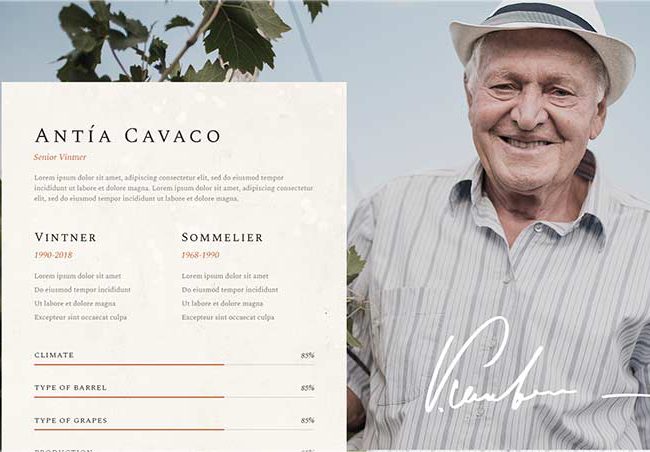 Antía Cavaco
Senior Vintner
Lorem ipsum dolor sit amet, adipiscing consectetur elit, sed do eiusmod tempor
incididunt ut labore et dolore magna. Lorem ipsum dolor sit amet, consectetur
adipiscing elit, sed do eiusmod tempor incididunt ut labore et dolore magna.
Vintner
1990-2018
Lorem ipsum dolor sit amet
Do eiusmod tempor incididunt
Ut labore et dolore magna
Excepteur sint occaecat culpa
Sommelier
1968-1990
Lorem ipsum dolor sit amet
Do eiusmod tempor incididunt
Ut labore et dolore magna
Excepteur sint occaecat culpa
CLIMATE 85%
TYPE OF BARREL 85%
TYPE OF GRAPES 85%